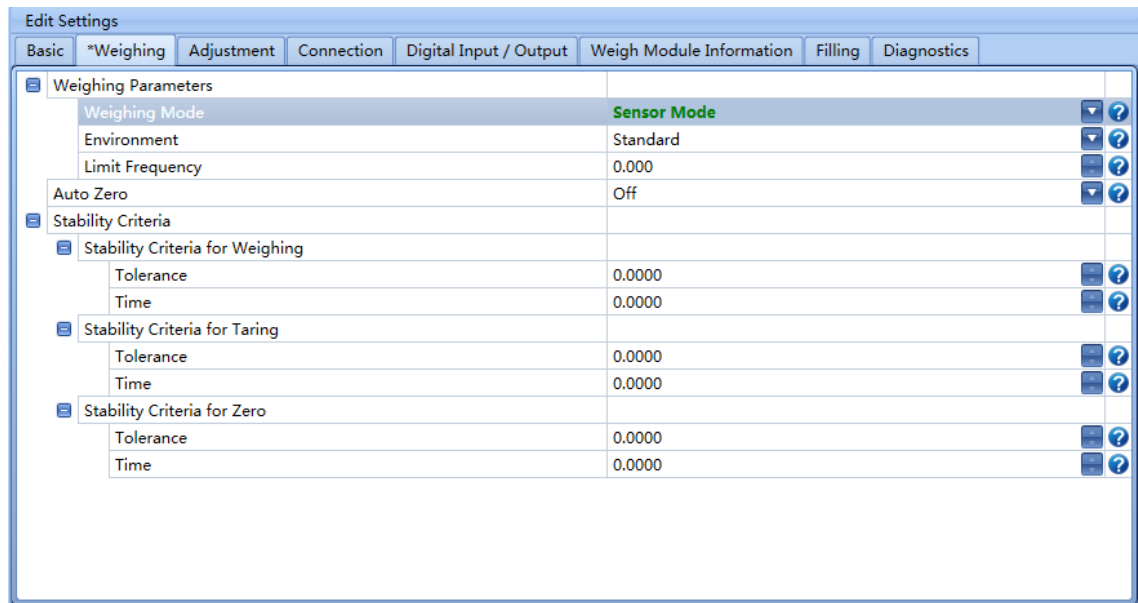 Edit Settings
Basic *Weighing Adjustment Connection Digital Input / Output Weigh Module Information Filling Diagnostics
Weighing Parameters
Weighing Mode Sensor Mode
Environment Standard
Limit Frequency 0.000
Auto Zero Off
Stability Criteria
Stability Criteria for Weighing
Tolerance 0.0000
Time 0.0000
Stability Criteria for Taring
Tolerance 0.0000
Time 0.0000
Stability Criteria for Zero
Tolerance 0.0000
Time 0.0000